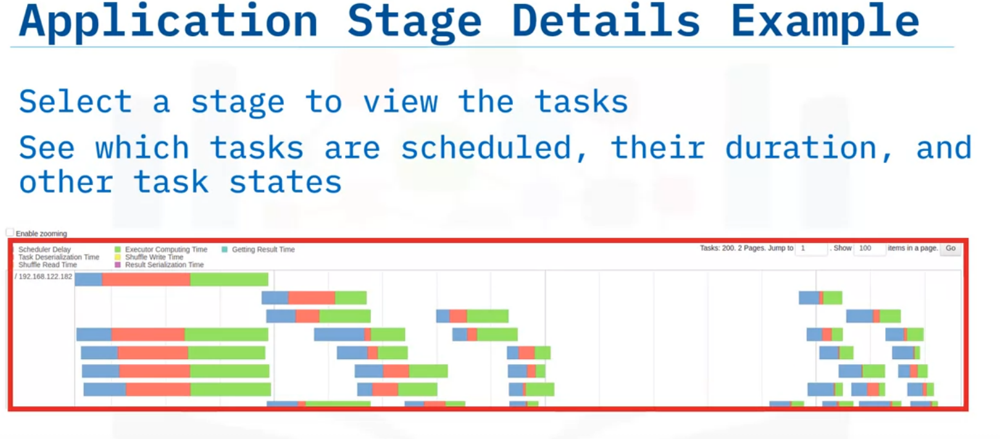 Application Stage Details Example
Select a stage to view the tasks
See which tasks are scheduled, their duration, and
other task states
Enable zooming
Scheduler Delay
Executor Computing Time
Getting Result Time
Task Deserialization Time
Shuffle Write Time
Shuffle Read Time
Result Serialization Time
Tasks: 200. 2 Pages. Jump to 1 . Show 100 items in a page. Go
/ 192.168.122.182